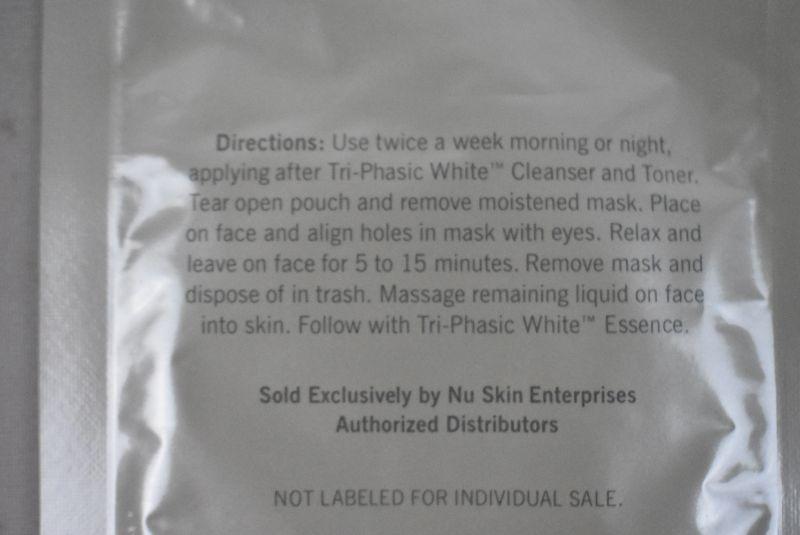 Directions: Use twice a week morning or night,
applying after Tri-Phasic White™ Cleanser and Toner.
Tear open pouch and remove moistened mask. Place
on face and align holes in mask with eyes. Relax and
leave on face for 5 to 15 minutes. Remove mask and
dispose of in trash. Massage remaining liquid on face
into skin. Follow with Tri-Phasic White™ Essence.
Sold Exclusively by Nu Skin Enterprises
Authorized Distributors
NOT LABELED FOR INDIVIDUAL SALE.